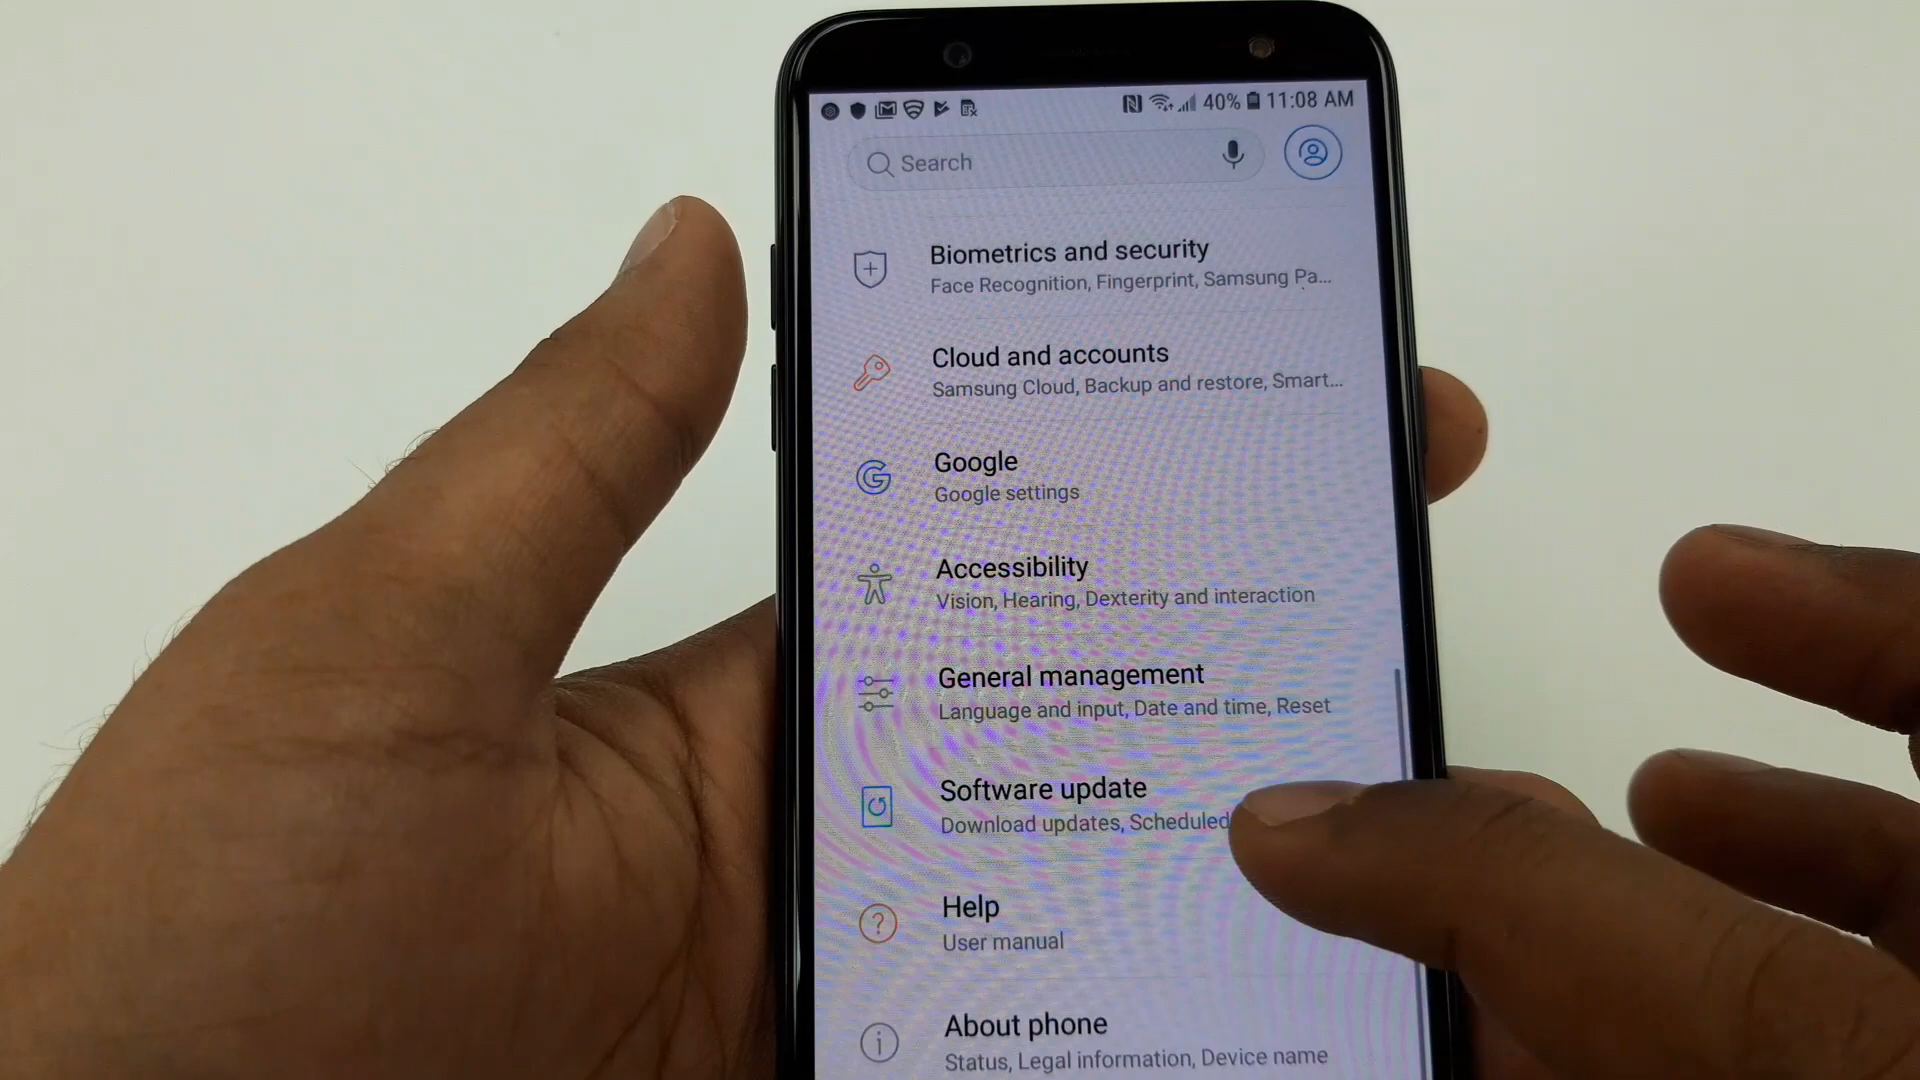 40% 11:08 AM
Search
Biometrics and security
Face Recognition, Fingerprint, Samsung Pa...
Cloud and accounts
Samsung Cloud, Backup and restore, Smart...
Google
Google settings
Accessibility
Vision, Hearing, Dexterity and interaction
General management
Language and input, Date and time, Reset
Software update
Download updates, Scheduled
Help
User manual
About phone
Status, Legal information, Device name